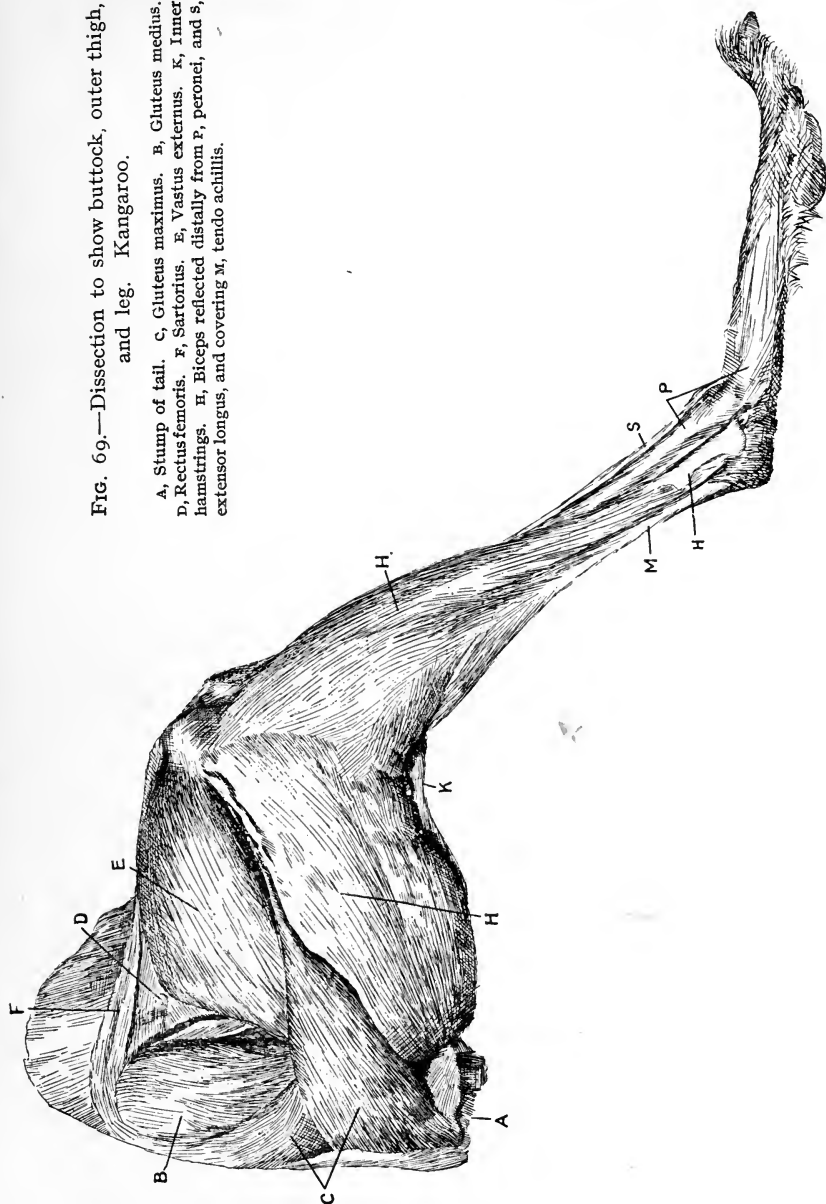 FIG. 69.—Dissection to show buttock, outer thigh,
and leg. Kangaroo.
A, Stump of tail. C, Gluteus maximus. B, Gluteus medius.
D, Rectus femoris. F, Sartorius. E, Vastus externus. K, Inner
hamstrings. H, Biceps reflected distally from P, peronei, and S,
extensor longus, and covering M, tendo achillis.
F
D
E
B
C
A
H
K
H.
S
P
M
H